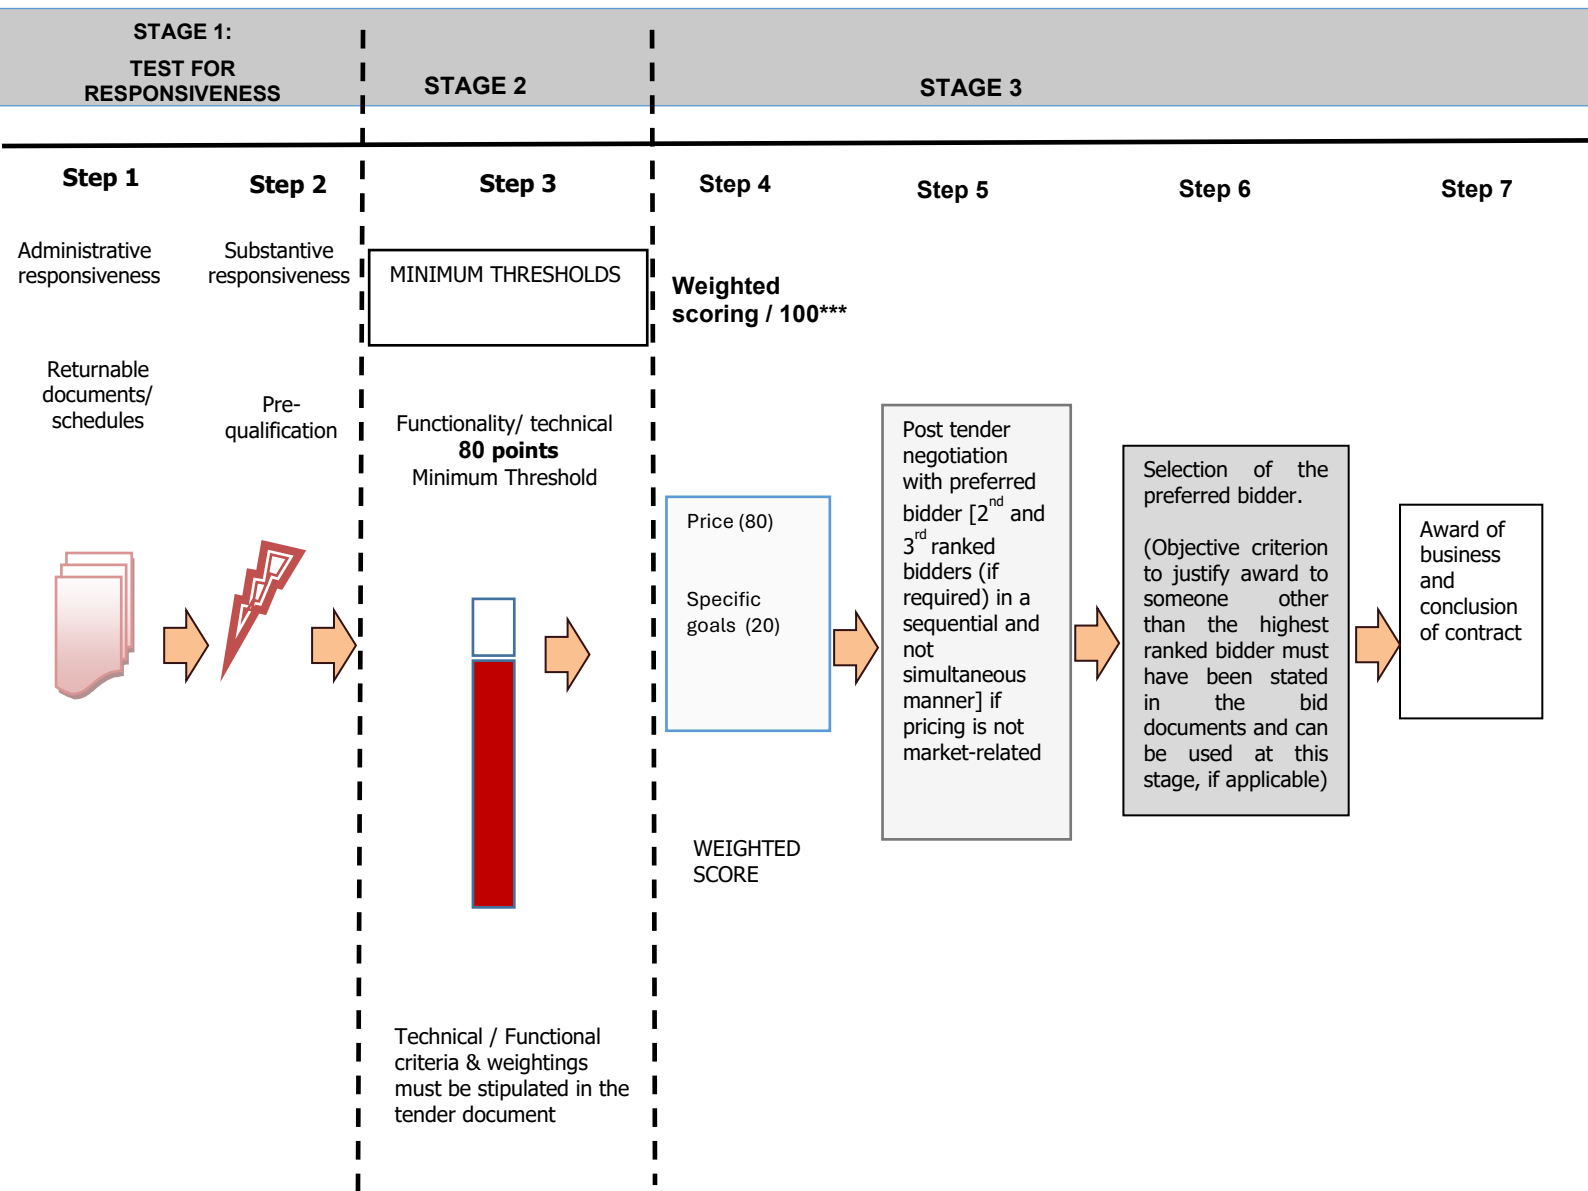 STAGE 1:
TEST FOR
RESPONSIVENESS
STAGE 2
STAGE 3
Step 1
Step 2
Step 3
Step 4
Step 5
Step 6
Step 7
Administrative
responsiveness
Substantive
responsiveness
MINIMUM THRESHOLDS
Weighted
scoring / 100***
Returnable
documents/
schedules
Pre-
qualification
Functionality/ technical
80 points
Minimum Threshold
Price (80)
Specific
goals (20)
WEIGHTED
SCORE
Post tender
negotiation
with preferred
bidder [2nd and
3rd ranked
bidders (if
required) in a
sequential and
not
simultaneous
manner] if
pricing is not
market-related
Selection of the
preferred bidder.
(Objective criterion
to justify award to
someone other
than the highest
ranked bidder must
have been stated
in the bid
documents and can
be used at this
stage, if applicable)
Award of
business
and
conclusion
of contract
Technical / Functional
criteria & weightings
must be stipulated in the
tender document